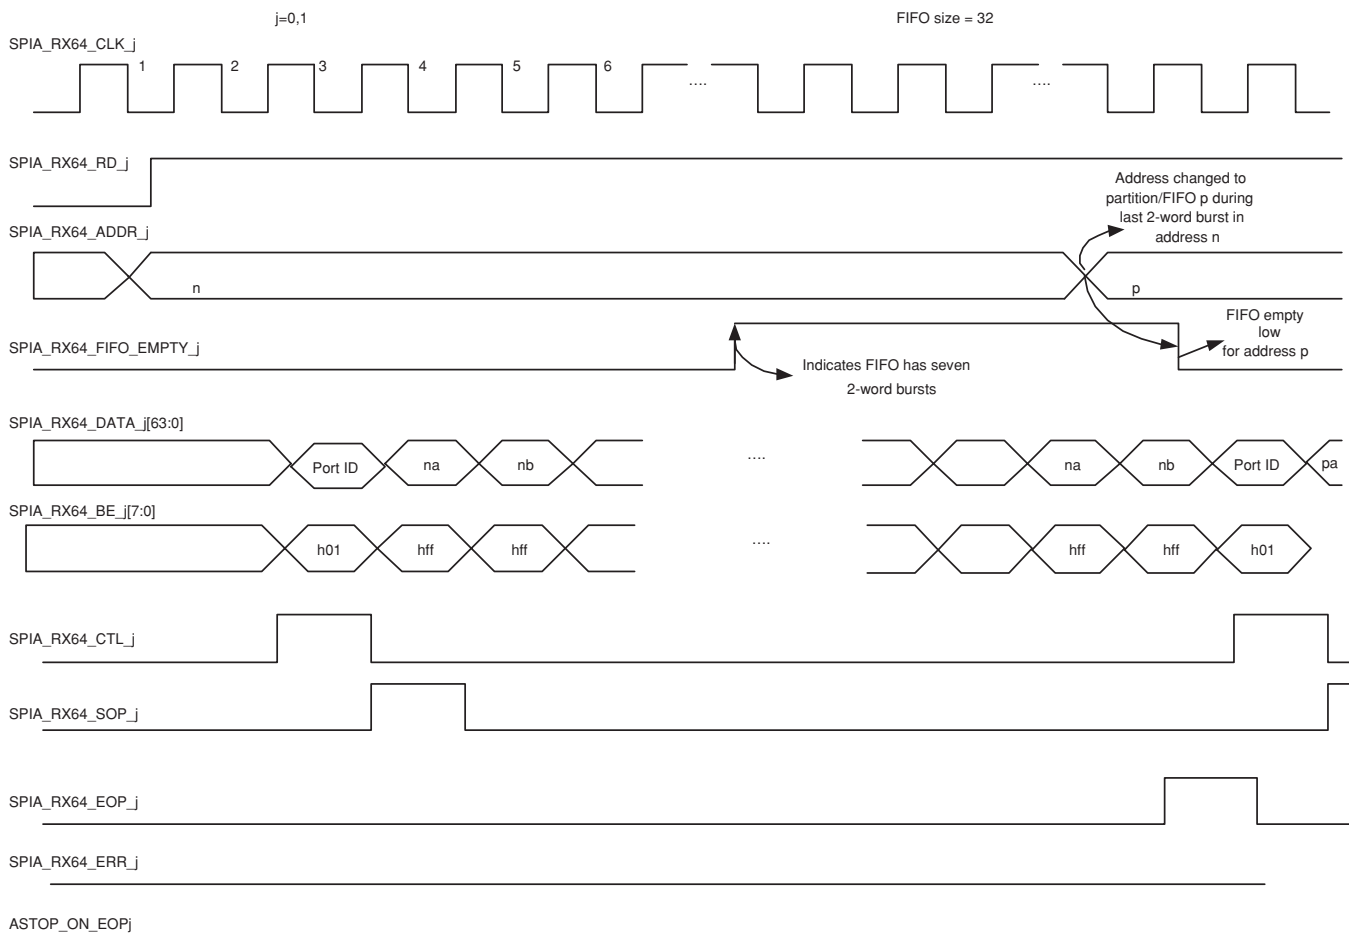 j=0,1
FIFO size = 32
SPIA_RX64_CLK_j
1 2 3 4 5 6 .... ....
SPIA_RX64_RD_j
Address changed to
partition/FIFO p during
last 2-word burst in
address n
SPIA_RX64_ADDR_j
n
p
SPIA_RX64_FIFO_EMPTY_j
FIFO empty
low
for address p
Indicates FIFO has seven
2-word bursts
SPIA_RX64_DATA_j[63:0]
Port ID na nb .... na nb Port ID pa
SPIA_RX64_BE_j[7:0]
h01 hff hff .... hff hff h01
SPIA_RX64_CTL_j
SPIA_RX64_SOP_j
SPIA_RX64_EOP_j
SPIA_RX64_ERR_j
ASTOP_ON_EOPj